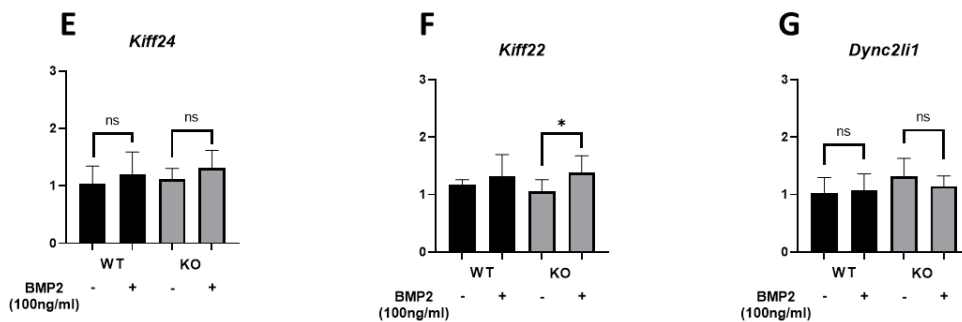 E
Kiff24
3
2
1
0
ns
ns
WT KO
BMP2 - + - +
(100ng/ml)
F
Kiff22
3
2
1
0
*
WT KO
BMP2 - + - +
(100ng/ml)
G
Dync2li1
3
2
1
0
ns
ns
WT KO
BMP2 - + - +
(100ng/ml)